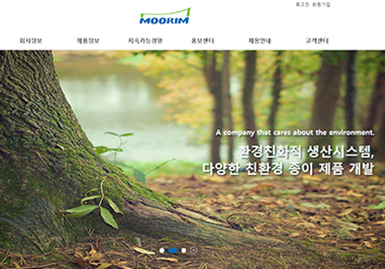 로그인 회원가입
MOORIM
회사정보 제품정보 지속가능경영 홍보센터 채용안내 고객센터
A company that cares about the environment.
환경친화적 생산시스템,
다양한 친환경 종이 제품 개발